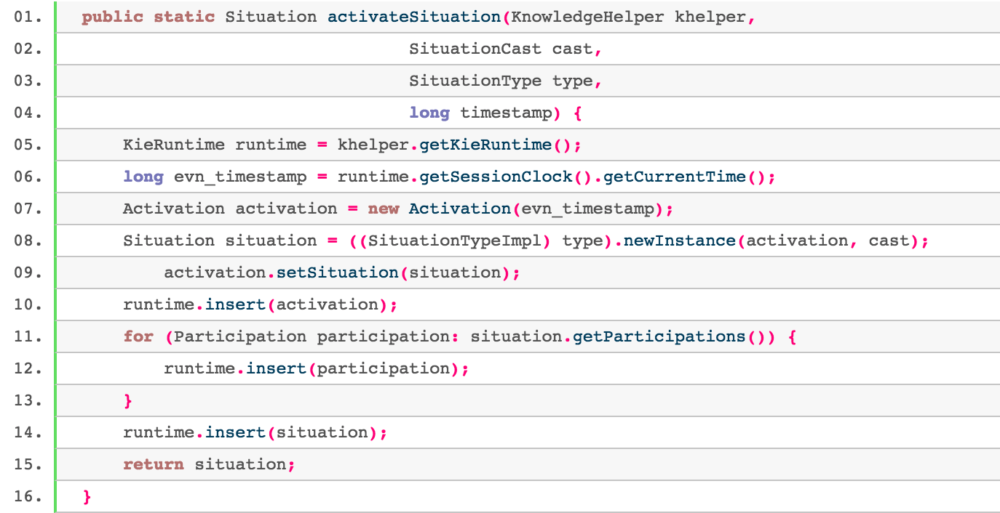 01. public static Situation activateSituation(KnowledgeHelper khelper,
02. SituationCast cast,
03. SituationType type,
04. long timestamp) {
05. KieRuntime runtime = khelper.getKieRuntime();
06. long evn_timestamp = runtime.getSessionClock().getCurrentTime();
07. Activation activation = new Activation(evn_timestamp);
08. Situation situation = ((SituationTypeImpl) type).newInstance(activation, cast);
09. activation.setSituation(situation);
10. runtime.insert(activation);
11. for (Participation participation: situation.getParticipations()) {
12. runtime.insert(participation);
13. }
14. runtime.insert(situation);
15. return situation;
16. }